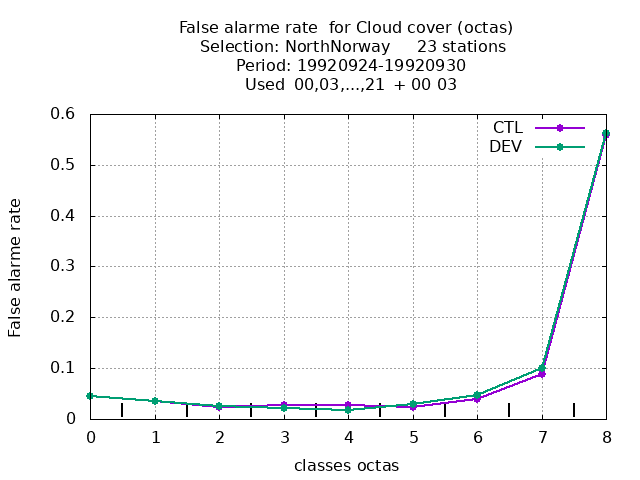 False alarme rate  for Cloud cover (octas)
Selection: NorthNorway     23 stations
Period: 19920924-19920930
Used  00,03,...,21  + 00 03
CTL
DEV
0.6
0.5
0.4
0.3
0.2
0.1
0
False alarme rate
0 1 2 3 4 5 6 7 8
classes octas